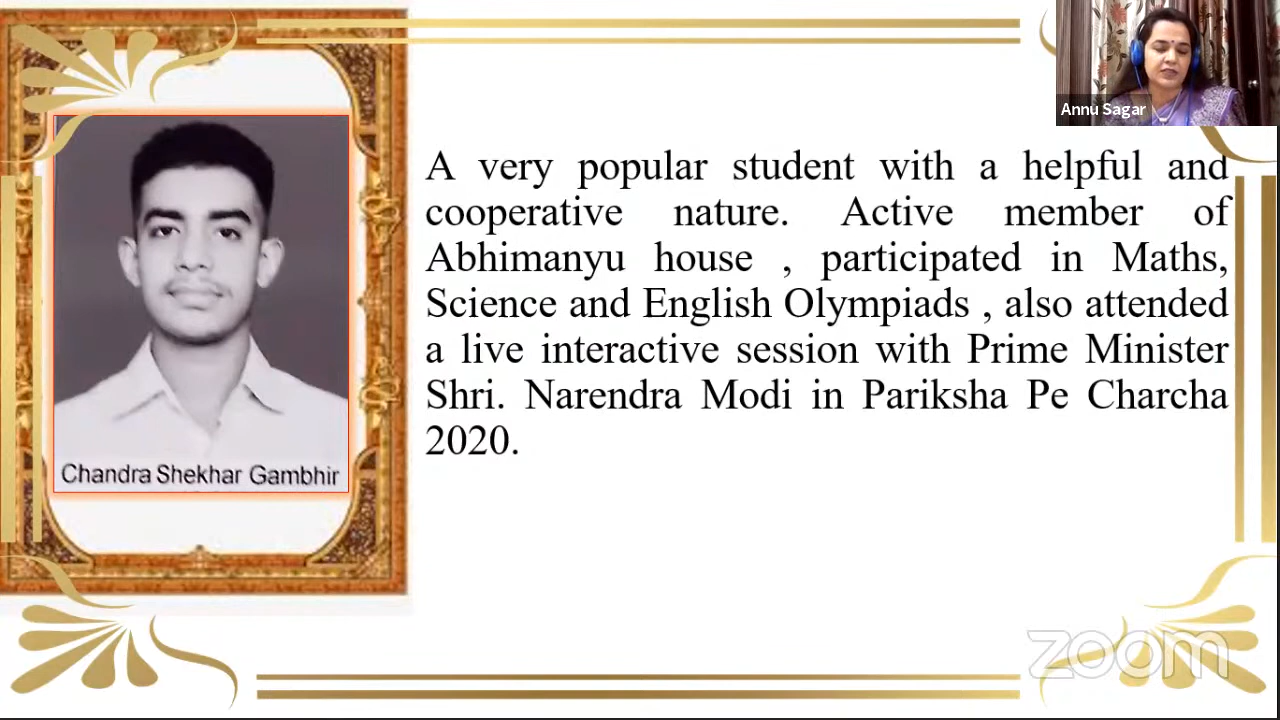 Annu Sagar
A very popular student with a helpful and
cooperative nature. Active member of
Abhimanyu house , participated in Maths,
Science and English Olympiads , also attended
a live interactive session with Prime Minister
Shri. Narendra Modi in Pariksha Pe Charcha
2020.
Chandra Shekhar Gambhir
zoom